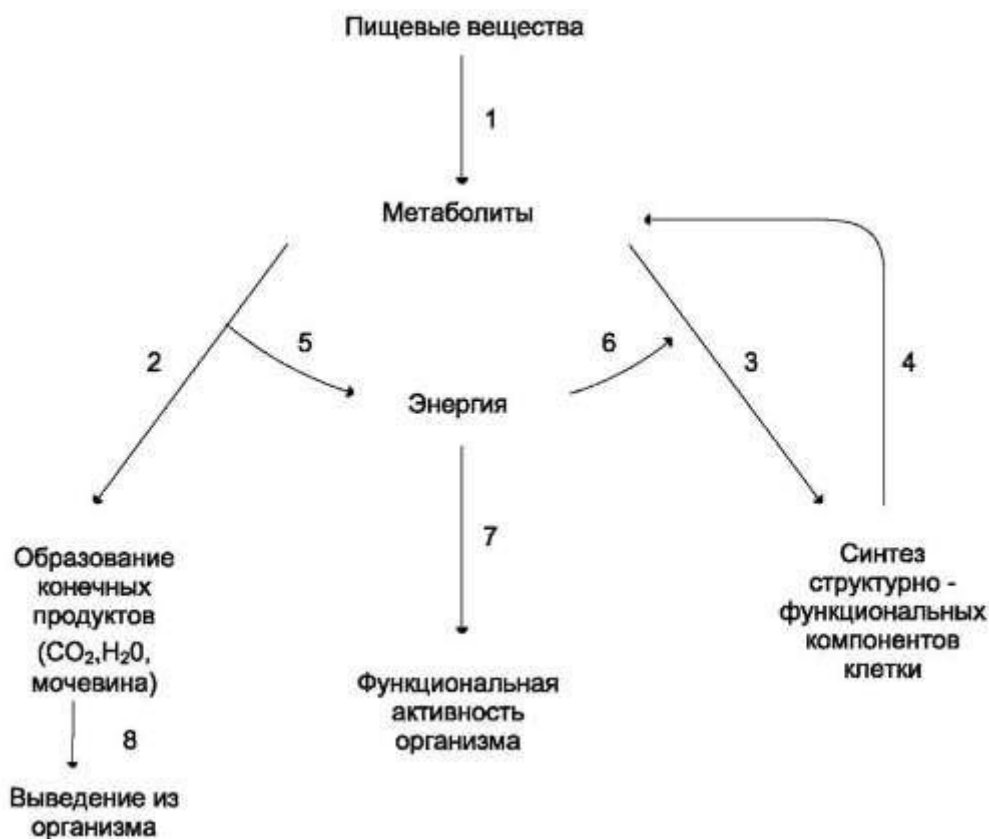 Пищевые вещества
1
Метаболиты
2
5
6
3
4
Энергия
7
Образование
конечных
продуктов
(CO₂,H₂0,
мочевина)
Синтез
структурно -
функциональных
компонентов
клетки
Функциональная
активность
организма
8
Выведение из
организма